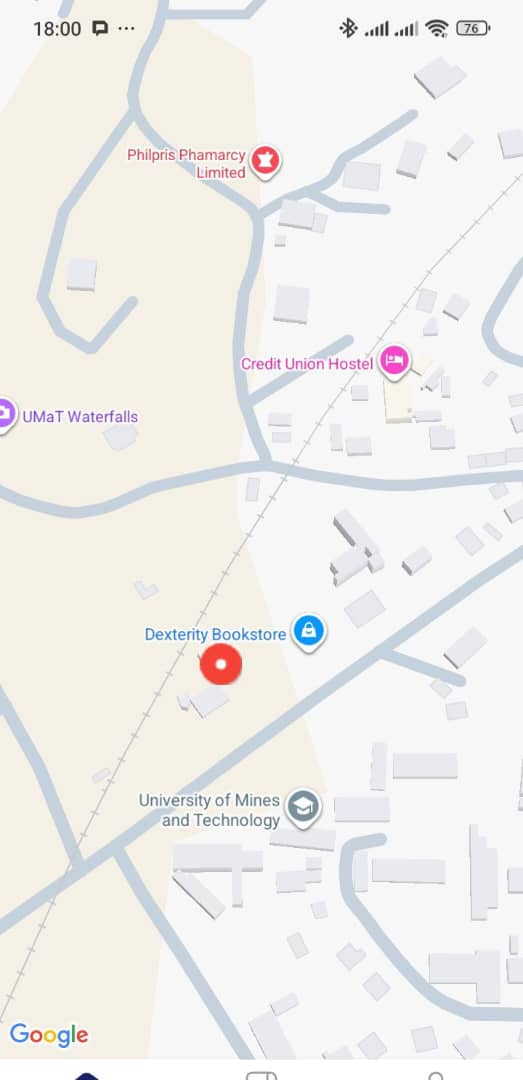 18:00 ... 76
Philpris Phamarcy
Limited
Credit Union Hostel
UMaT Waterfalls
Dexterity Bookstore
University of Mines
and Technology
Google